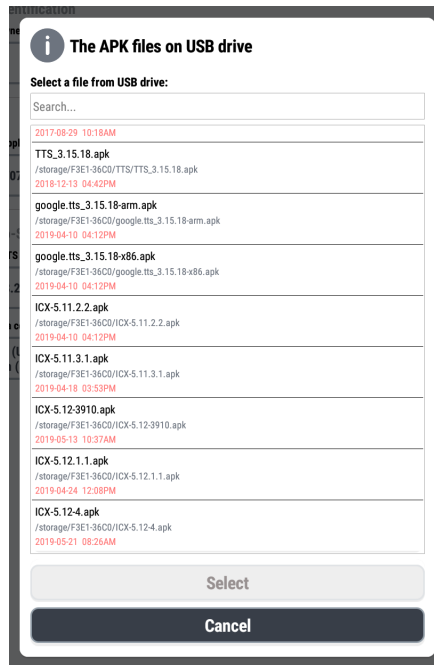 entification
The APK files on USB drive
Select a file from USB drive:
Search...
2017-08-29 10:18AM
TTS_3.15.18.apk
/storage/F3E1-36C0/TTS/TTS_3.15.18.apk
2018-12-13 04:42PM
google.tts_3.15.18-arm.apk
/storage/F3E1-36C0/google.tts_3.15.18-arm.apk
2019-04-10 04:12PM
google.tts_3.15.18-x86.apk
/storage/F3E1-36C0/google.tts_3.15.18-x86.apk
2019-04-10 04:12PM
ICX-5.11.2.2.apk
/storage/F3E1-36C0/ICX-5.11.2.2.apk
2019-04-10 04:12PM
ICX-5.11.3.1.apk
/storage/F3E1-36C0/ICX-5.11.3.1.apk
2019-04-18 03:53PM
ICX-5.12-3910.apk
/storage/F3E1-36C0/ICX-5.12-3910.apk
2019-05-13 10:37AM
ICX-5.12.1.1.apk
/storage/F3E1-36C0/ICX-5.12.1.1.apk
2019-04-24 12:08PM
ICX-5.12-4.apk
/storage/F3E1-36C0/ICX-5.12-4.apk
2019-05-21 08:26AM
Select
Cancel